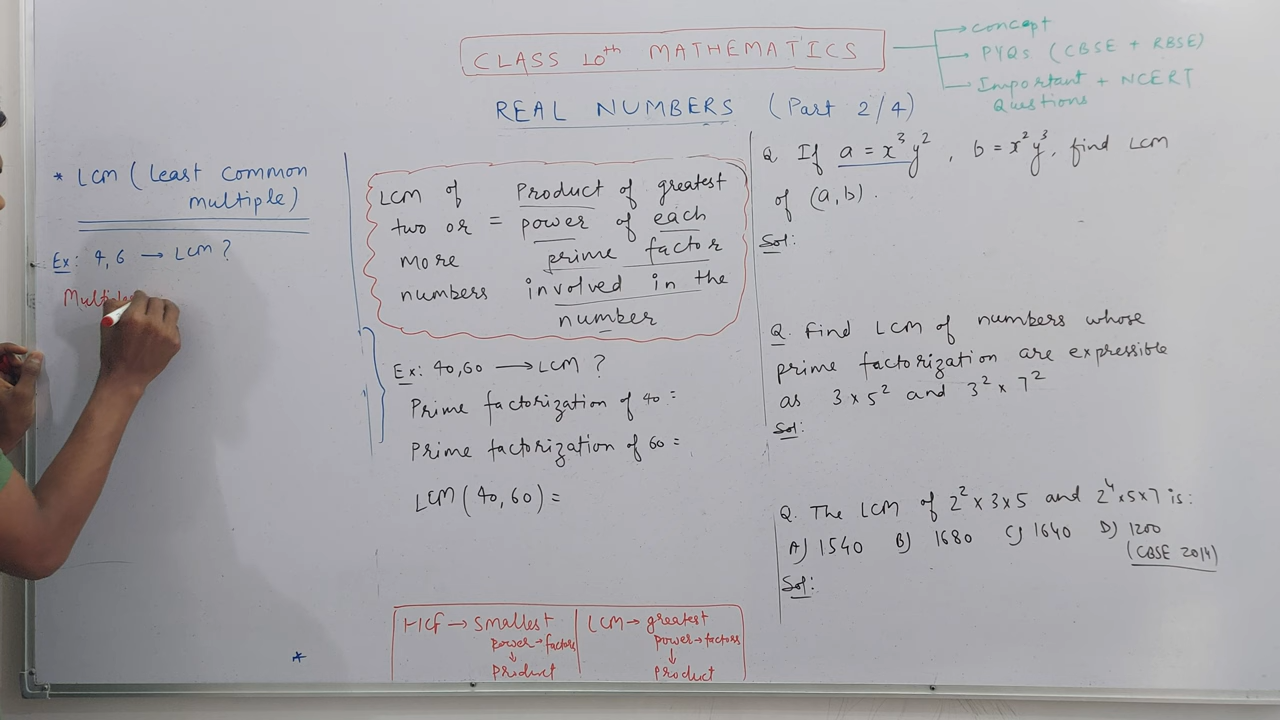 CLASS 10th MATHEMATICS
→ concept
→ PYQs (CBSE + RBSE)
→ Important + NCERT
Questions
REAL NUMBERS (Part 2/4)
* LCM (Least common
multiple)
Ex: 4,6 → LCM ?
LCM of Product of greatest
two or = power of each
more prime factor
numbers involved in the
number
Ex: 40,60 → LCM ?
Prime factorization of 40 =
Prime factorization of 60 =
LCM (40,60) =
HCF → smallest
power → factors
↓
Product
LCM → greatest
power → factors
↓
Product
*
Q. If a = x³y² , b = x²y³, find LCM
of (a,b).
Sol:
Q. Find LCM of numbers whose
prime factorization are expressible
as 3 × 5² and 3² × 7²
Sol:
Q. The LCM of 2² × 3 × 5 and 2⁴ × 5 × 7 is:
A) 1540 B) 1680 C) 1640 D) 1200
(CBSE 2014)
Sol: